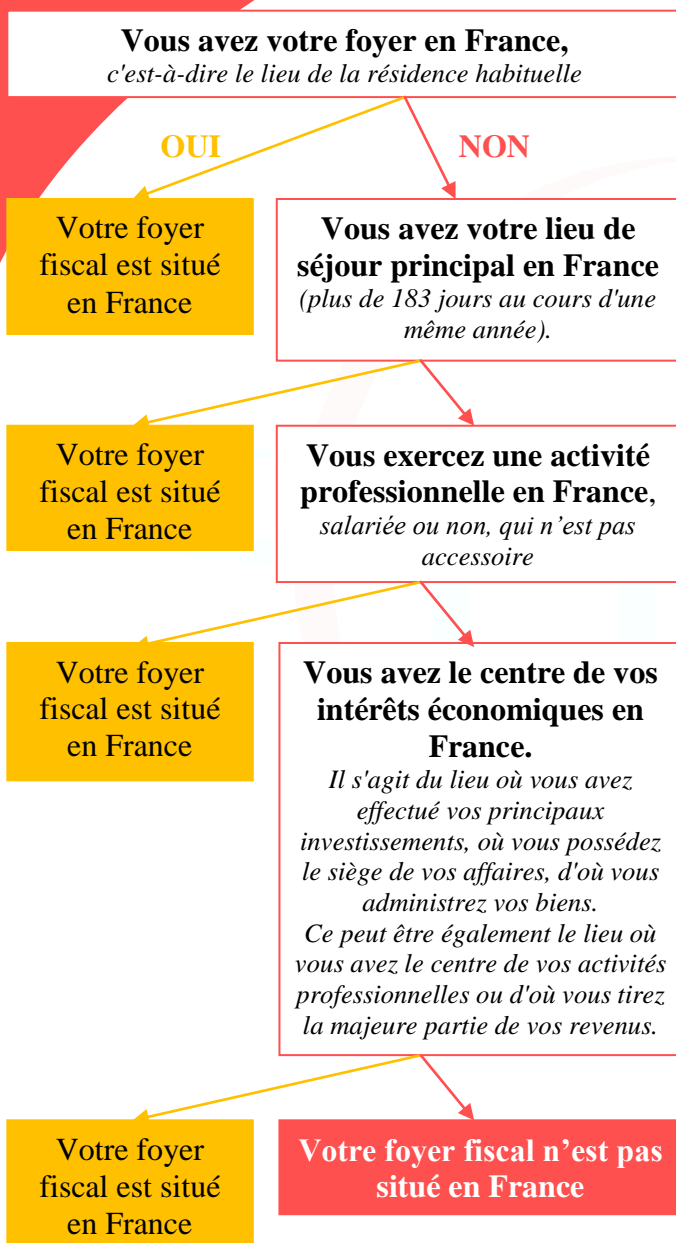 Vous avez votre foyer en France,
c'est-à-dire le lieu de la résidence habituelle
OUI
NON
Votre foyer
fiscal est situé
en France
Vous avez votre lieu de
séjour principal en France
(plus de 183 jours au cours d'une
même année).
Votre foyer
fiscal est situé
en France
Vous exercez une activité
professionnelle en France,
salariée ou non, qui n’est pas
accessoire
Votre foyer
fiscal est situé
en France
Vous avez le centre de vos
intérêts économiques en
France.
Il s'agit du lieu où vous avez
effectué vos principaux
investissements, où vous possédez
le siège de vos affaires, d'où vous
administrez vos biens.
Ce peut être également le lieu où
vous avez le centre de vos activités
professionnelles ou d'où vous tirez
la majeure partie de vos revenus.
Votre foyer
fiscal est situé
en France
Votre foyer fiscal n’est pas
situé en France